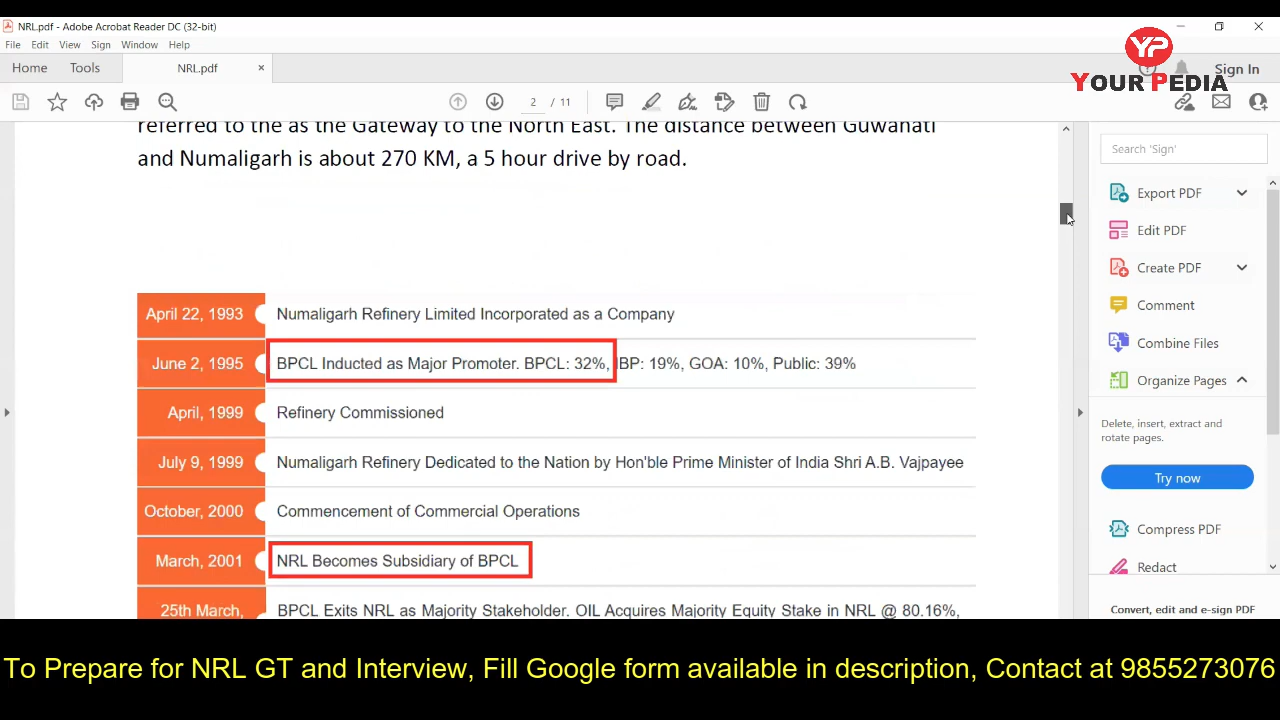 NRL.pdf - Adobe Acrobat Reader DC (32-bit)
File Edit View Sign Window Help
YP
YOUR PEDIA
Home Tools NRL.pdf × Sign In
2 / 11
referred to the as the Gateway to the North East. The distance between Guwahati
and Numaligarh is about 270 KM, a 5 hour drive by road.
April 22, 1993 Numaligarh Refinery Limited Incorporated as a Company
June 2, 1995 BPCL Inducted as Major Promoter. BPCL: 32%, IBP: 19%, GOA: 10%, Public: 39%
April, 1999 Refinery Commissioned
July 9, 1999 Numaligarh Refinery Dedicated to the Nation by Hon'ble Prime Minister of India Shri A.B. Vajpayee
October, 2000 Commencement of Commercial Operations
March, 2001 NRL Becomes Subsidiary of BPCL
25th March, BPCL Exits NRL as Majority Stakeholder. OIL Acquires Majority Equity Stake in NRL @ 80.16%,
Search 'Sign'
Export PDF
Edit PDF
Create PDF
Comment
Combine Files
Organize Pages
Delete, insert, extract and
rotate pages.
Try now
Compress PDF
Redact
Convert, edit and e-sign PDF
To Prepare for NRL GT and Interview, Fill Google form available in description, Contact at 9855273076